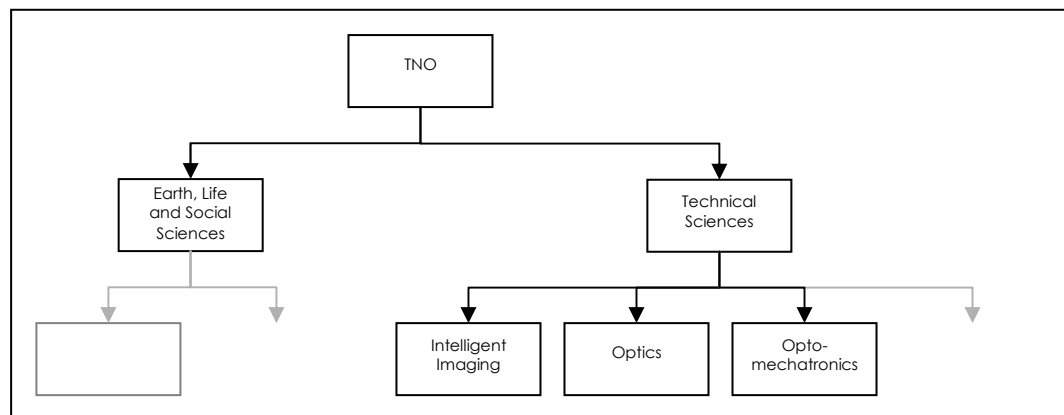 TNO
Earth, Life
and Social
Sciences
Technical
Sciences
Intelligent
Imaging
Optics
Opto-
mechatronics